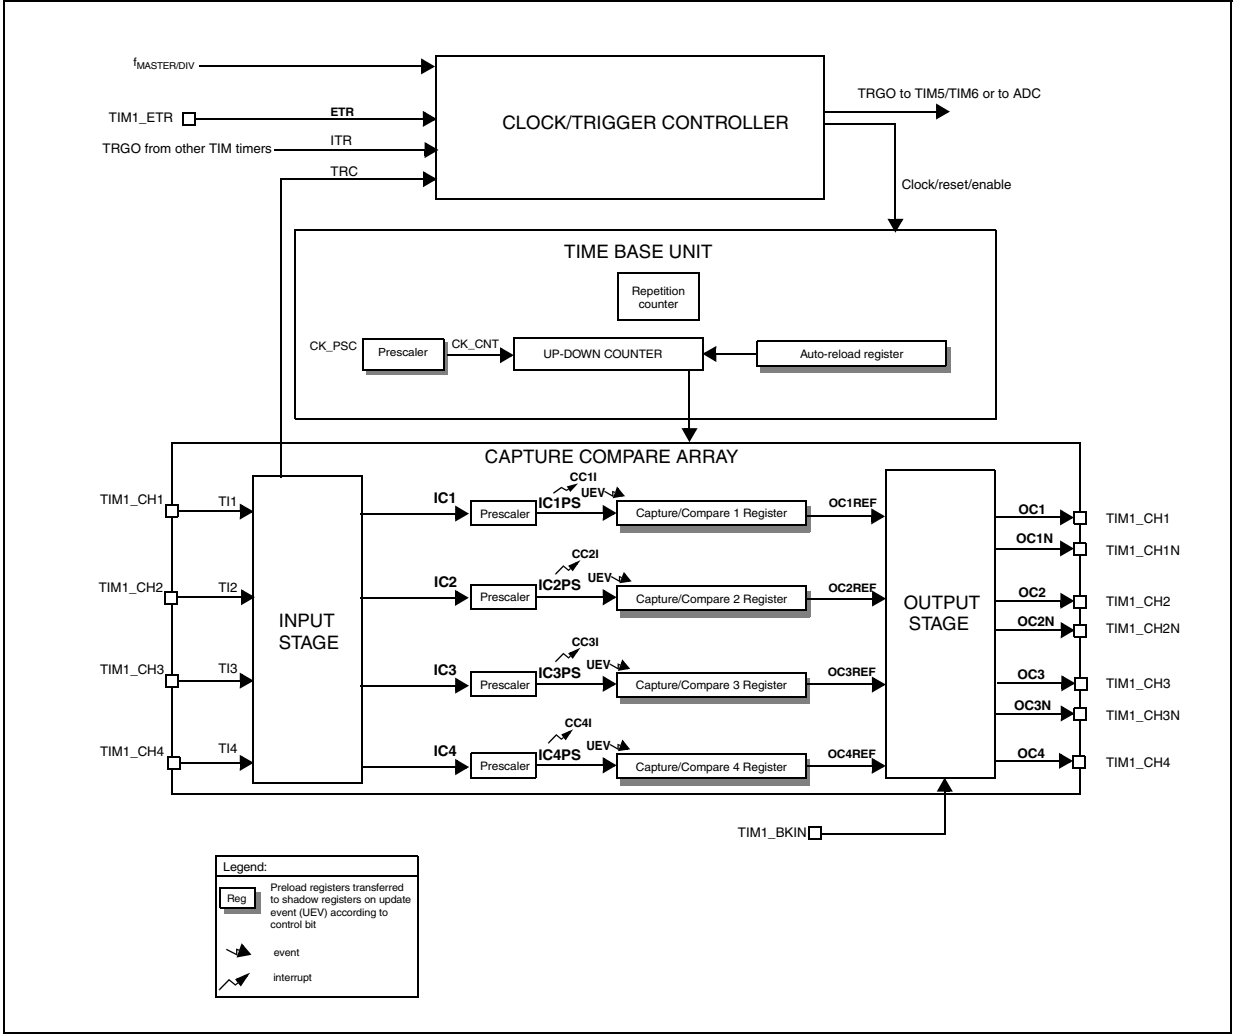 fMASTER/DIV
TIM1_ETR
ETR
TRGO from other TIM timers
ITR
TRC
CLOCK/TRIGGER CONTROLLER
TRGO to TIM5/TIM6 or to ADC
Clock/reset/enable
TIME BASE UNIT
Repetition
counter
CK_PSC
Prescaler
CK_CNT
UP-DOWN COUNTER
Auto-reload register
CAPTURE COMPARE ARRAY
TIM1_CH1
TI1
TIM1_CH2
TI2
TIM1_CH3
TI3
TIM1_CH4
TI4
INPUT
STAGE
IC1
Prescaler
IC1PS
CC1I
UEV
Capture/Compare 1 Register
OC1REF
IC2
Prescaler
IC2PS
CC2I
UEV
Capture/Compare 2 Register
OC2REF
IC3
Prescaler
IC3PS
CC3I
UEV
Capture/Compare 3 Register
OC3REF
IC4
Prescaler
IC4PS
CC4I
UEV
Capture/Compare 4 Register
OC4REF
OUTPUT
STAGE
OC1
TIM1_CH1
OC1N
TIM1_CH1N
OC2
TIM1_CH2
OC2N
TIM1_CH2N
OC3
TIM1_CH3
OC3N
TIM1_CH3N
OC4
TIM1_CH4
TIM1_BKIN
Legend:
Reg
Preload registers transferred
to shadow registers on update
event (UEV) according to
control bit
event
interrupt